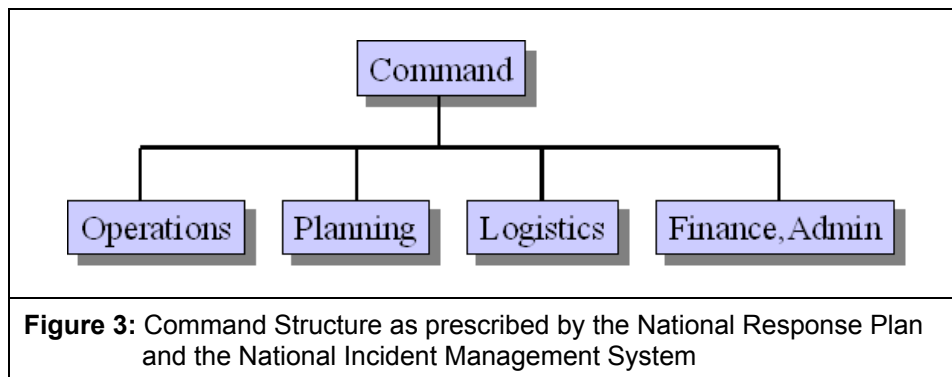 Command
Operations Planning Logistics Finance,Admin
Figure 3: Command Structure as prescribed by the National Response Plan
and the National Incident Management System